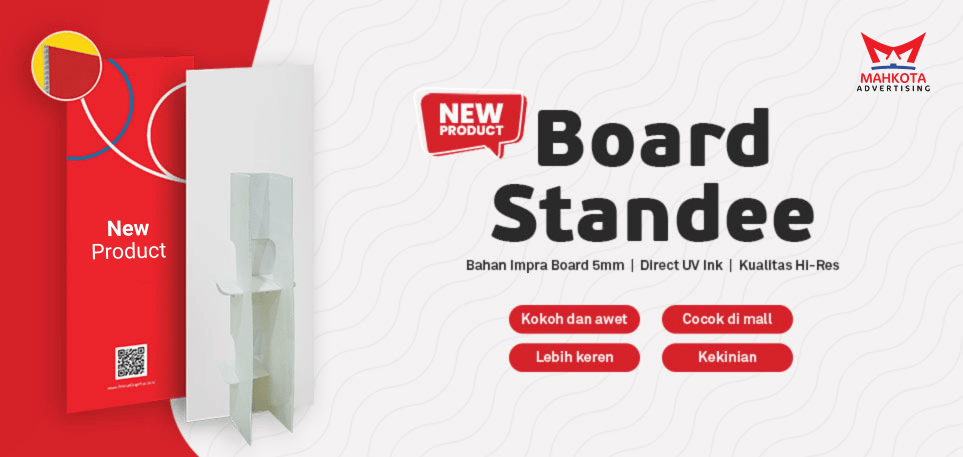 MAHKOTA
ADVERTISING
NEW
PRODUCT
Board
Standee
Bahan Impra Board 5mm | Direct UV Ink | Kualitas HI-Res
Kokoh dan awet
Cocok di mall
Lebih keren
Kekinian
New
Product